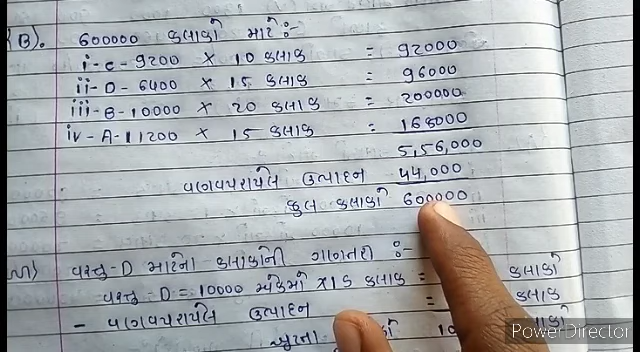 (B). 600000 કલાકો માટે :-
i - C - 9200 × 10 કલાક = 92000
ii - D - 6400 × 15 કલાક = 96000
iii - B - 10000 × 20 કલાક = 200000
iv - A - 11200 × 15 કલાક = 168000
5,56,000
વણવપરાયેલ ઉત્પાદન 44,000
કુલ કલાકો 600000
વસ્તુ - D માટેના કલાકોની ગણતરી :-
વસ્તુ - D = 10000 × 15 કલાક = કલાકો
- વણવપરાયેલ ઉત્પાદન = કલાક
PowerDirector